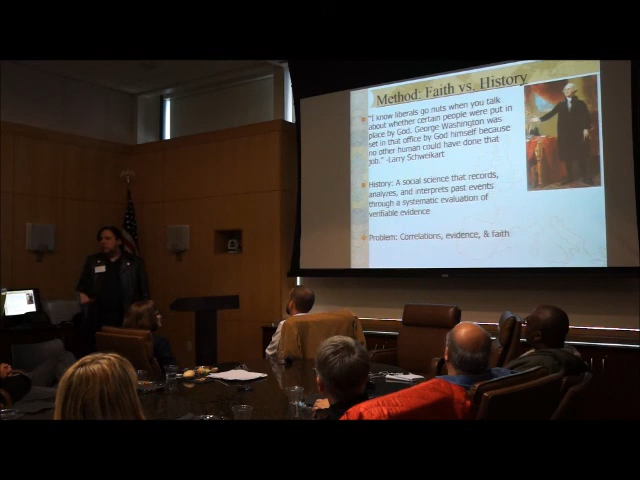 Method: Faith vs. History
"I know liberals go nuts when you talk
about whether certain people were put in
place by God. George Washington was
set in that office by God himself because
no other human could have done that
job." -Larry Schweikart
History: A social science that records,
analyzes, and interprets past events
through a systematic evaluation of
verifiable evidence
Problem: Correlations, evidence, & faith